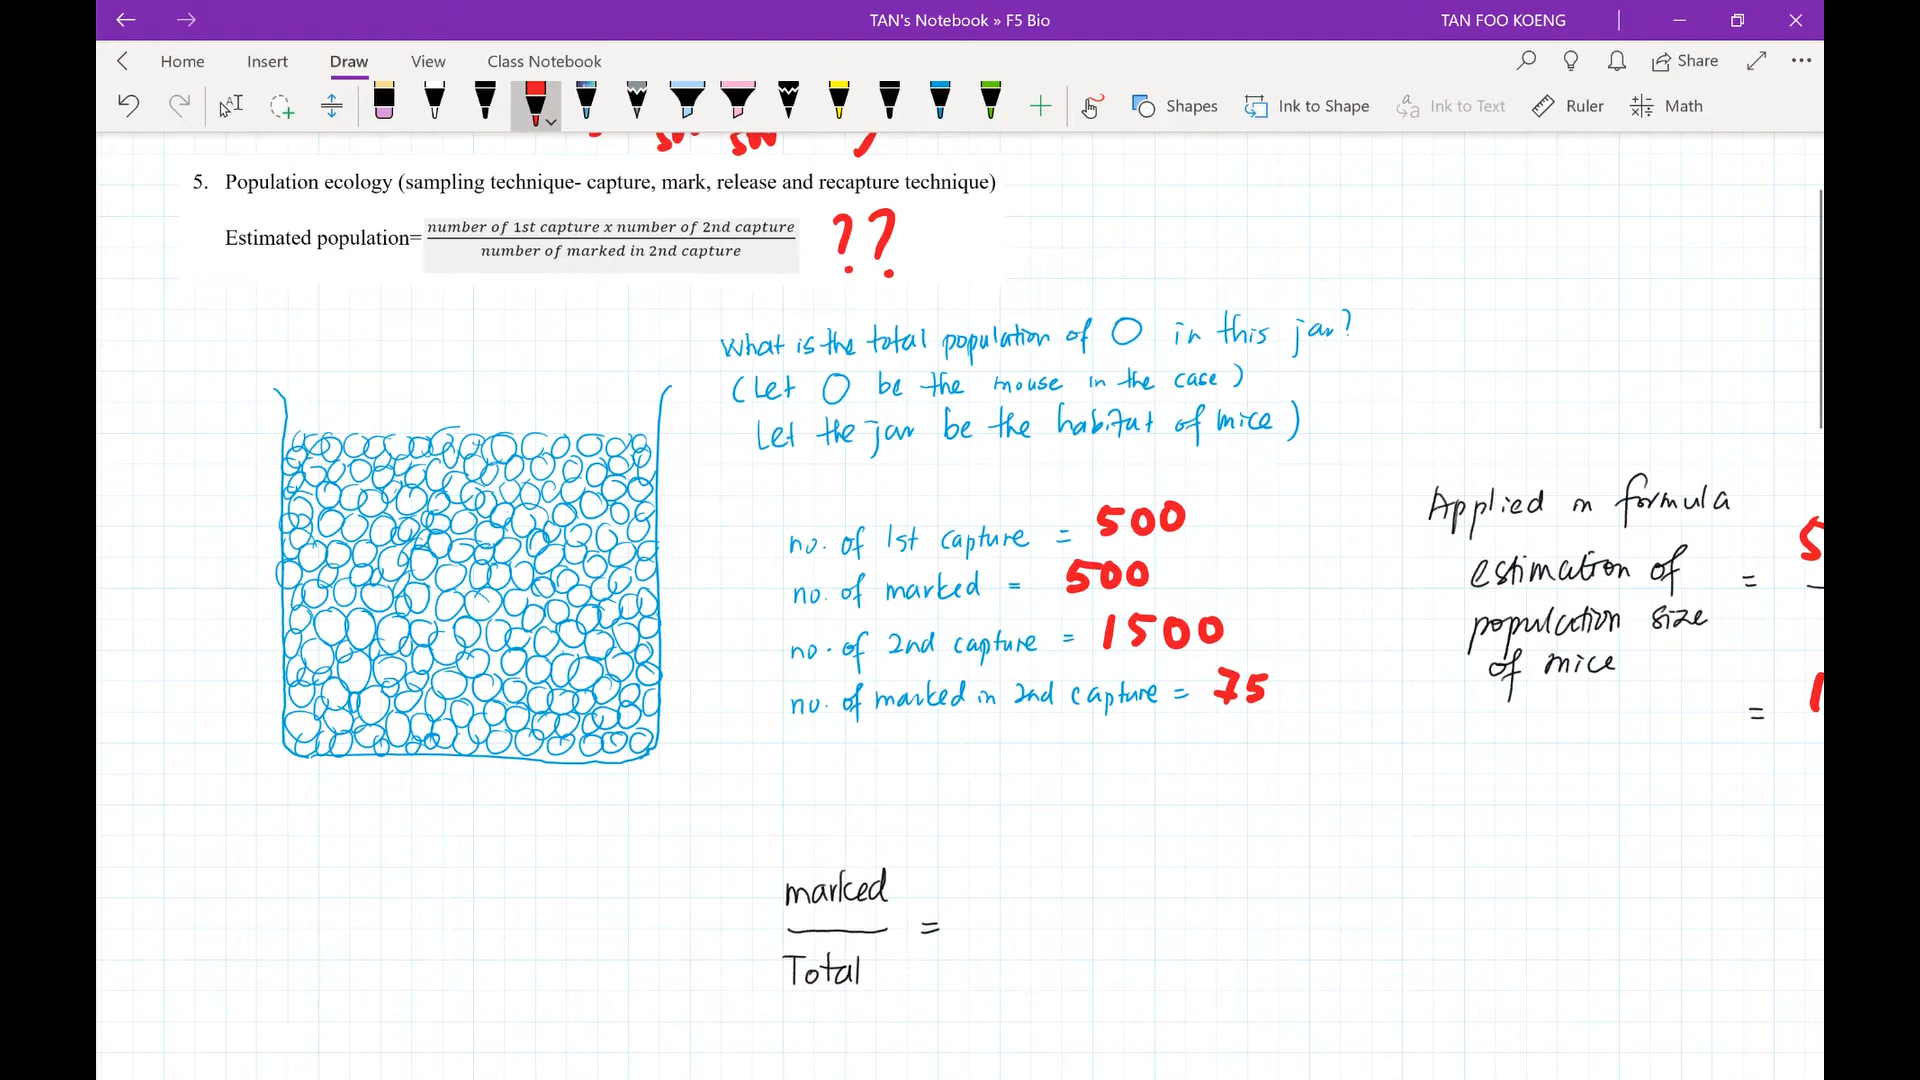 TAN's Notebook » F5 Bio
TAN FOO KOENG
Home Insert Draw View Class Notebook
Share
Shapes Ink to Shape Ink to Text Ruler Math
5. Population ecology (sampling technique- capture, mark, release and recapture technique)
Estimated population= number of 1st capture x number of 2nd capture
number of marked in 2nd capture
??
What is the total population of O in this jar?
(Let O be the mouse in the case)
Let the jar be the habitat of mice)
no. of 1st capture = 500
no. of marked = 500
no. of 2nd capture = 1500
no. of marked in 2nd capture = 75
Applied in formula
estimation of =
population size
of mice
=
marked
=
Total